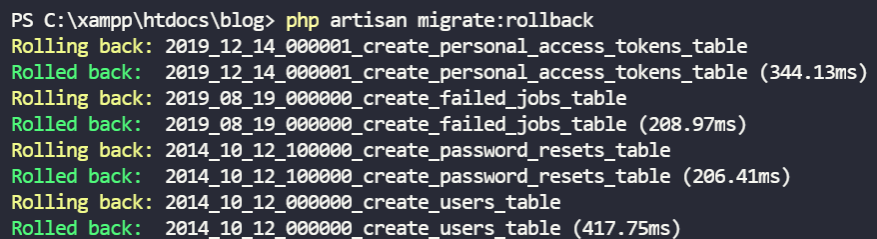 PS C:\xampp\htdocs\blog> php artisan migrate:rollback
Rolling back: 2019_12_14_000001_create_personal_access_tokens_table
Rolled back:  2019_12_14_000001_create_personal_access_tokens_table (344.13ms)
Rolling back: 2019_08_19_000000_create_failed_jobs_table
Rolled back:  2019_08_19_000000_create_failed_jobs_table (208.97ms)
Rolling back: 2014_10_12_100000_create_password_resets_table
Rolled back:  2014_10_12_100000_create_password_resets_table (206.41ms)
Rolling back: 2014_10_12_000000_create_users_table
Rolled back:  2014_10_12_000000_create_users_table (417.75ms)